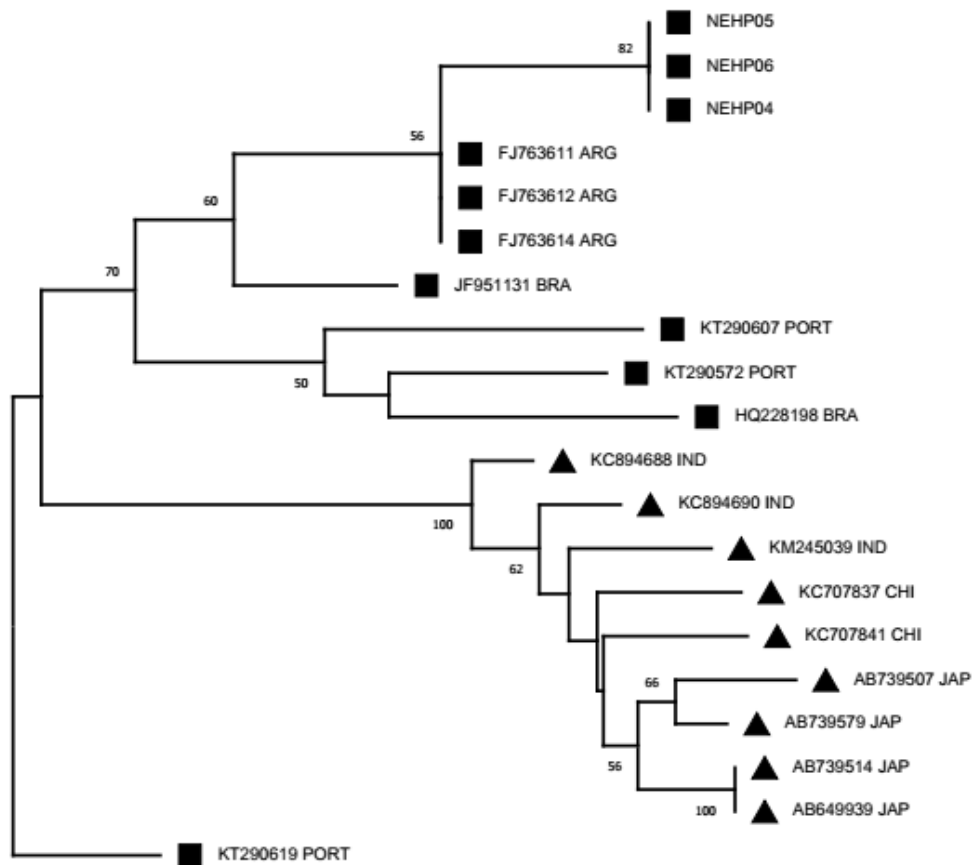 NEHP05
82
NEHP06
NEHP04
56
FJ763611 ARG
FJ763612 ARG
60
FJ763614 ARG
70
JF951131 BRA
KT290607 PORT
KT290572 PORT
50
HQ228198 BRA
KC894688 IND
KC894690 IND
100
KM245039 IND
62
KC707837 CHI
KC707841 CHI
66
AB739507 JAP
AB739579 JAP
56
AB739514 JAP
100
AB649939 JAP
KT290619 PORT